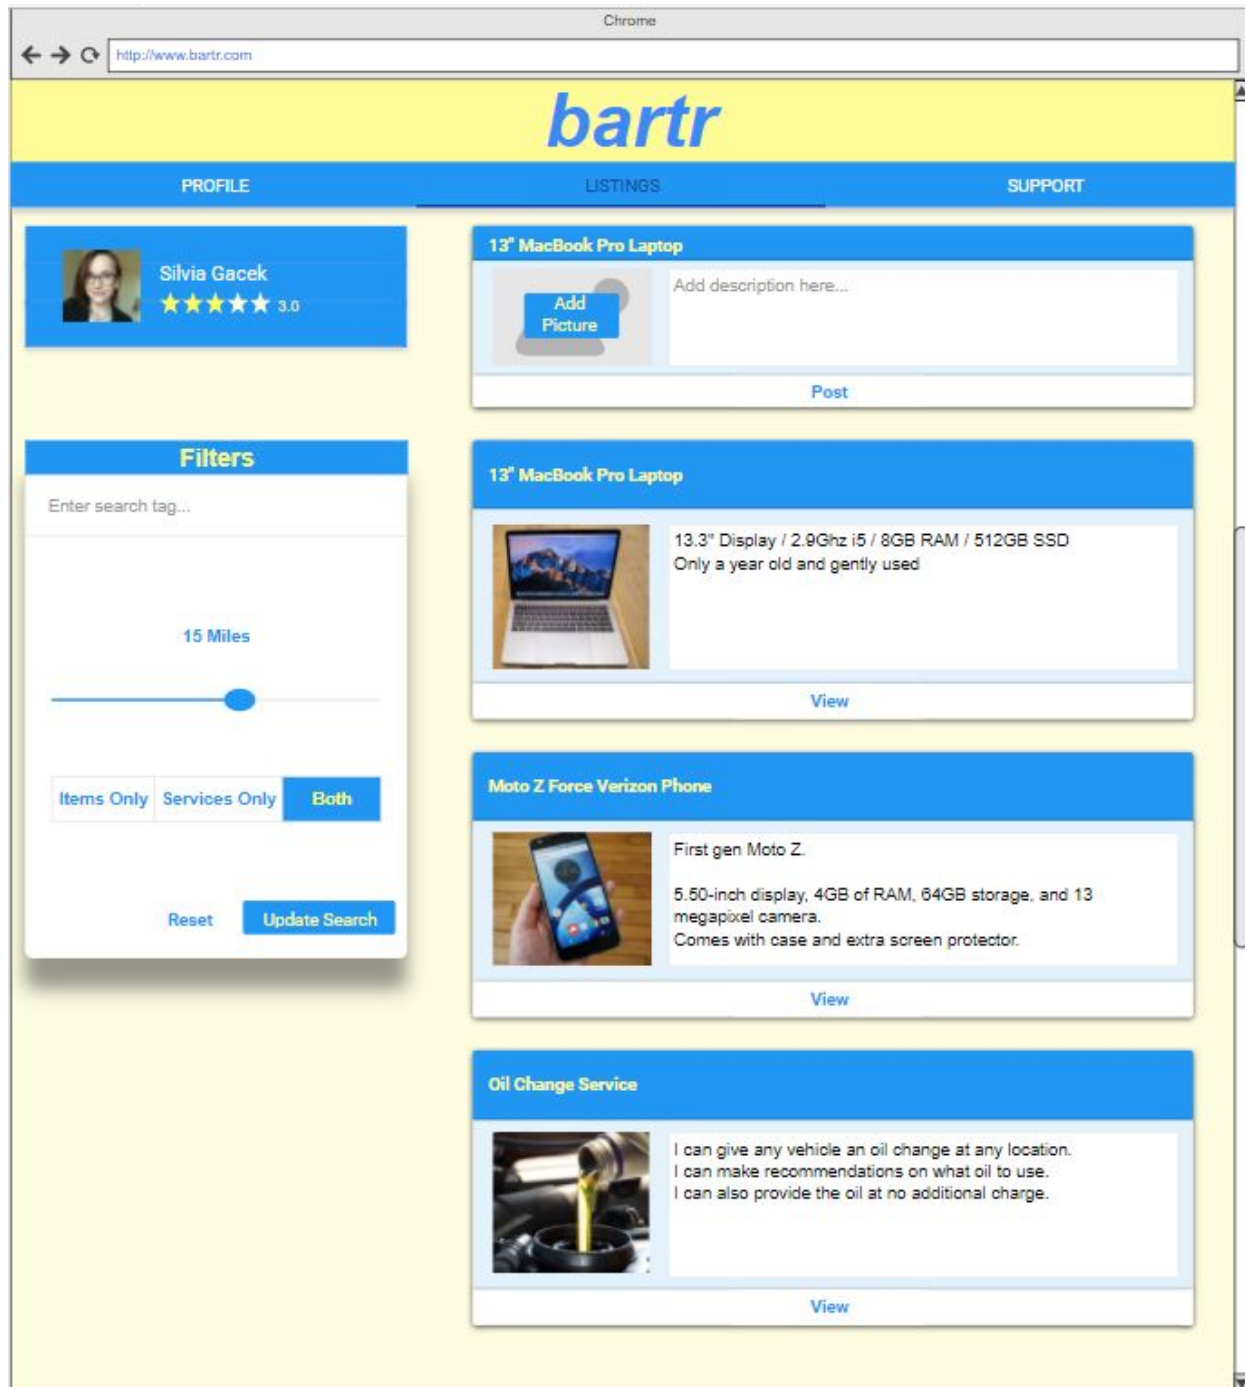 Chrome
http://www.bartr.com
bartr
PROFILE LISTINGS SUPPORT
Silvia Gacek
3.0
13" MacBook Pro Laptop
Add
Picture
Add description here...
Post
Filters
Enter search tag...
15 Miles
Items Only Services Only Both
Reset Update Search
13" MacBook Pro Laptop
13.3" Display / 2.9Ghz i5 / 8GB RAM / 512GB SSD
Only a year old and gently used
View
Moto Z Force Verizon Phone
First gen Moto Z.
5.50-inch display, 4GB of RAM, 64GB storage, and 13
megapixel camera.
Comes with case and extra screen protector.
View
Oil Change Service
I can give any vehicle an oil change at any location.
I can make recommendations on what oil to use.
I can also provide the oil at no additional charge.
View